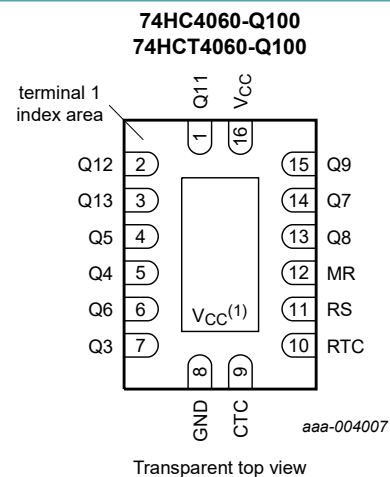 74HC4060-Q100
74HCT4060-Q100
terminal 1
index area
Q11
VCC
1
16
Q12 2
15 Q9
Q13 3
14 Q7
Q5 4
13 Q8
Q4 5
12 MR
Q6 6
11 RS
Q3 7
10 RTC
VCC(1)
8
9
GND
CTC
aaa-004007
Transparent top view